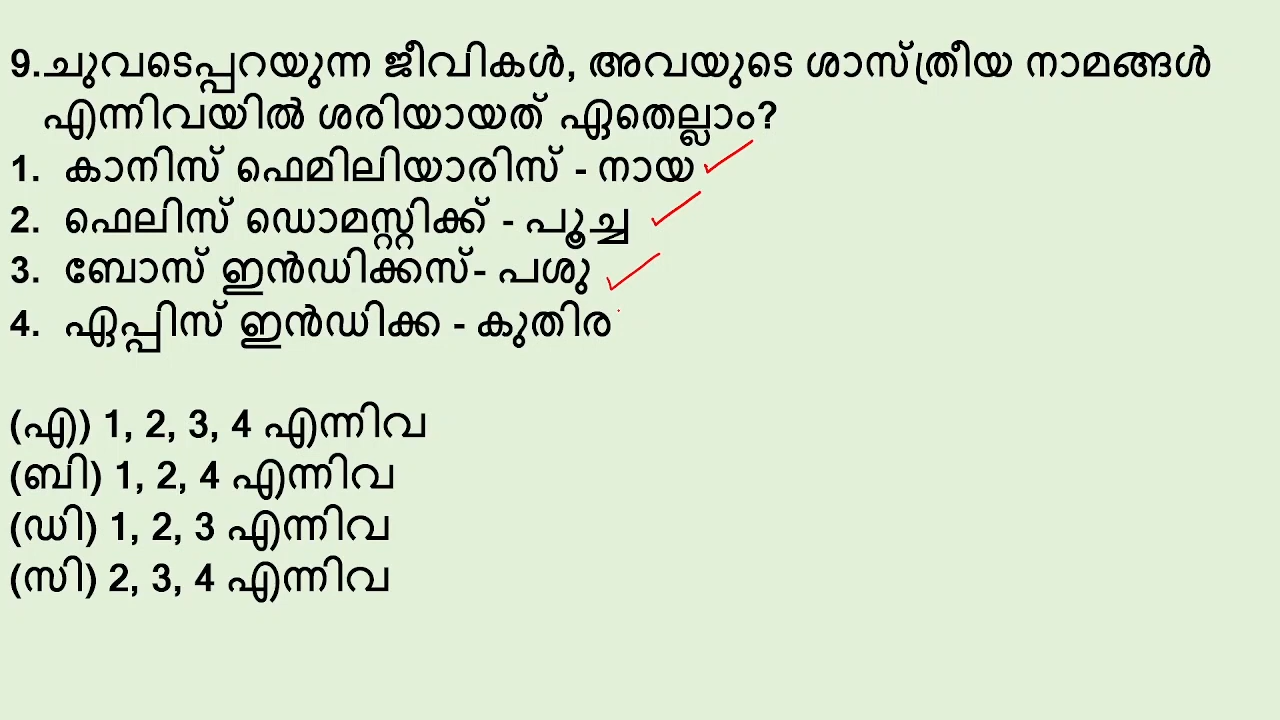 9.ചുവടെപ്പറയുന്ന ജീവികൾ, അവയുടെ ശാസ്ത്രീയ നാമങ്ങൾ
എന്നിവയിൽ ശരിയായത് ഏതെല്ലാം?
1. കാനിസ് ഫെമിലിയാരിസ് - നായ
2. ഫെലിസ് ഡൊമസ്റ്റിക്ക് - പൂച്ച
3. ബോസ് ഇൻഡിക്കസ്- പശു
4. ഏപ്പിസ് ഇൻഡിക്ക - കുതിര
(എ) 1, 2, 3, 4 എന്നിവ
(ബി) 1, 2, 4 എന്നിവ
(ഡി) 1, 2, 3 എന്നിവ
(സി) 2, 3, 4 എന്നിവ